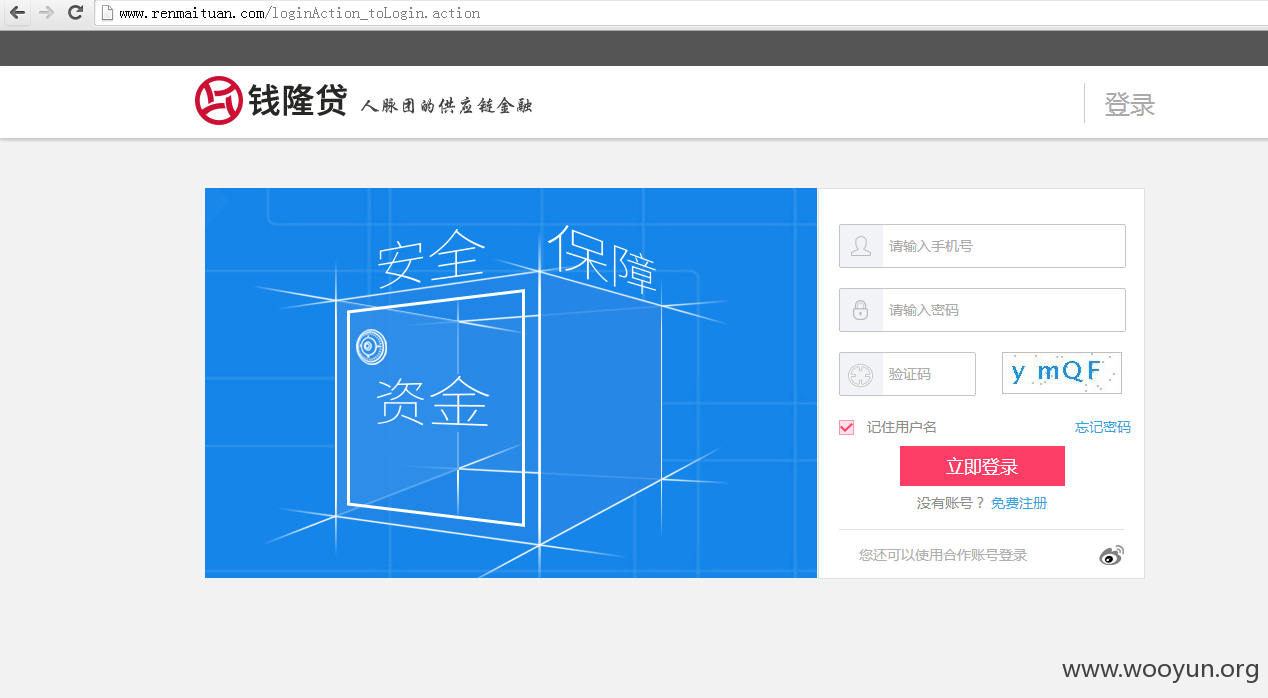 www.renmaituan.com/loginAction_toLogin.action
钱隆贷 人脉团的供应链金融
登录
安全 保障
资金
请输入手机号
请输入密码
验证码 y mQF
记住用户名 忘记密码
立即登录
没有账号？ 免费注册
您还可以使用合作账号登录
www.wooyun.org